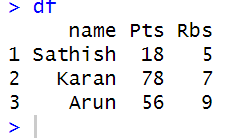 > df
name Pts Rbs
1 Sathish 18 5
2 Karan 78 7
3 Arun 56 9
>